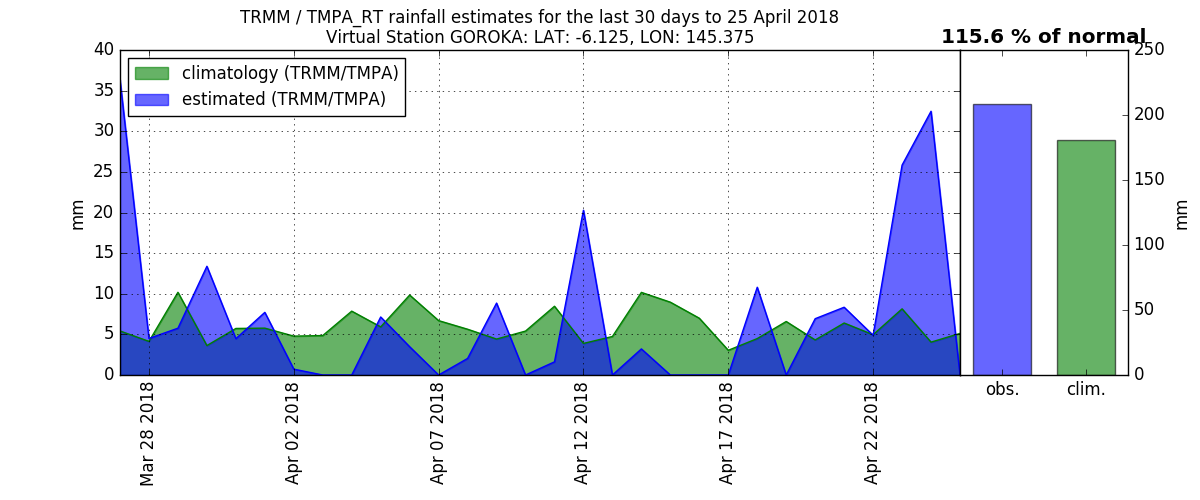 TRMM / TMPA_RT rainfall estimates for the last 30 days to 25 April 2018
Virtual Station GOROKA: LAT: -6.125, LON: 145.375
115.6 % of normal
climatology (TRMM/TMPA)
estimated (TRMM/TMPA)
40
35
30
25
20
15
10
5
0
mm
Mar 28 2018
Apr 02 2018
Apr 07 2018
Apr 12 2018
Apr 17 2018
Apr 22 2018
obs.
clim.
250
200
150
100
50
0
mm